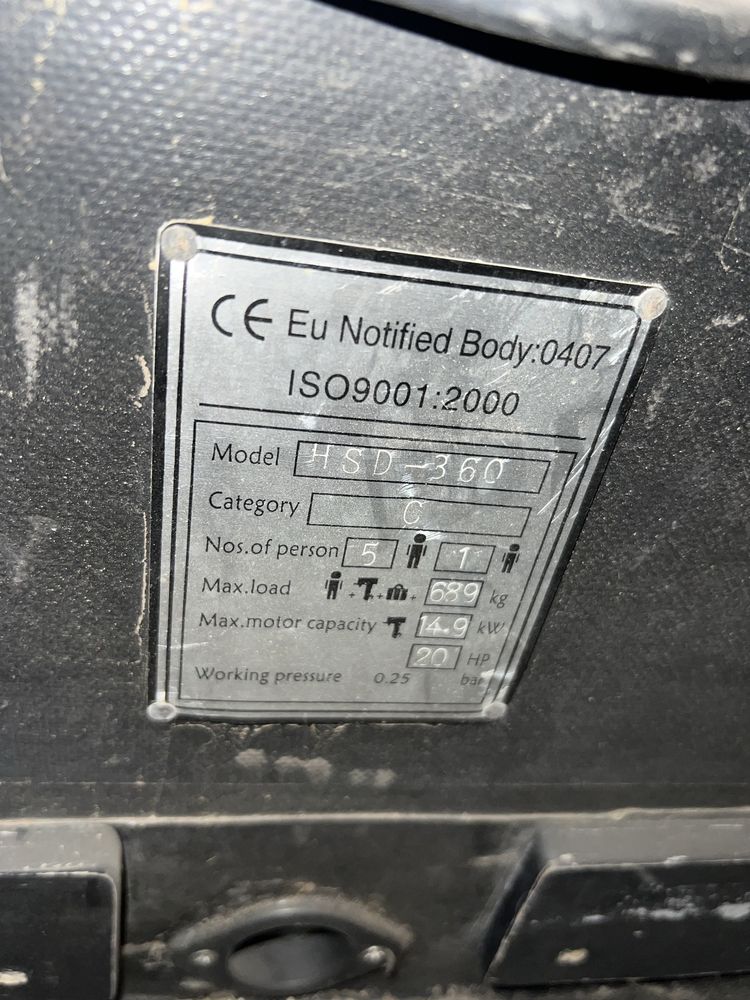 CE Eu Notified Body:0407
ISO9001:2000
Model HSD-360
Category C
Nos.of person 5 1
Max.load + + + 689 kg
Max.motor capacity 14.9 kW
20 HP
Working pressure 0.25 bar